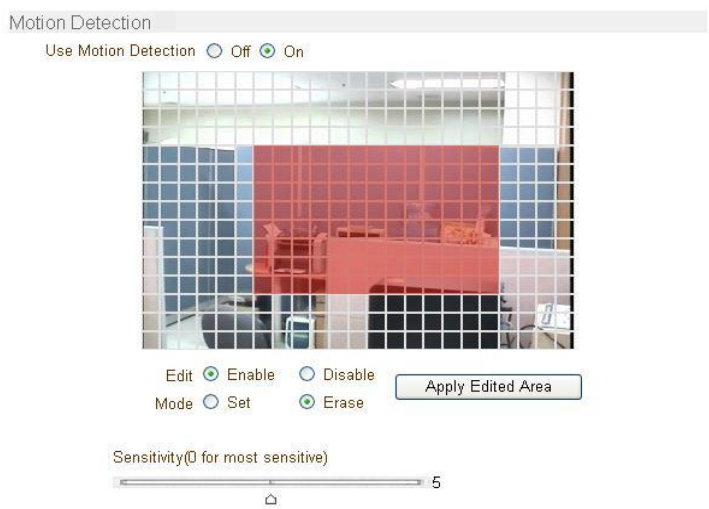 Motion Detection
Use Motion Detection Off On
Edit Enable Disable
Apply Edited Area
Mode Set Erase
Sensitivity(0 for most sensitive)
5